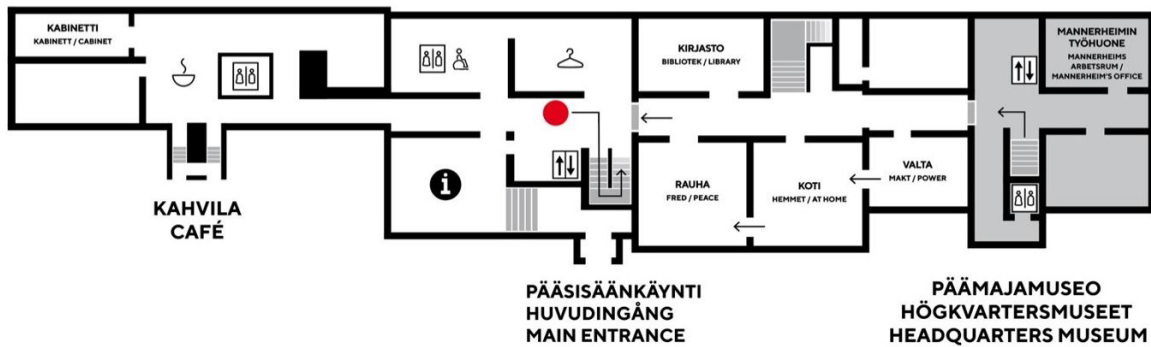 KABINETTI
KABINETT / CABINET
KIRJASTO
BIBLIOTEK / LIBRARY
MANNERHEIMIN
TYÖHUONE
MANNERHEIMS
ARBETSRUM /
MANNERHEIM'S OFFICE
i
RAUHA
FRED / PEACE
KOTI
HEMMET / AT HOME
VALTA
MAKT / POWER
KAHVILA
CAFÉ
PÄÄSISÄÄNKÄYNTI
HUVUDINGÅNG
MAIN ENTRANCE
PÄÄMAJAMUSEO
HÖGKVARTERSMUSEET
HEADQUARTERS MUSEUM